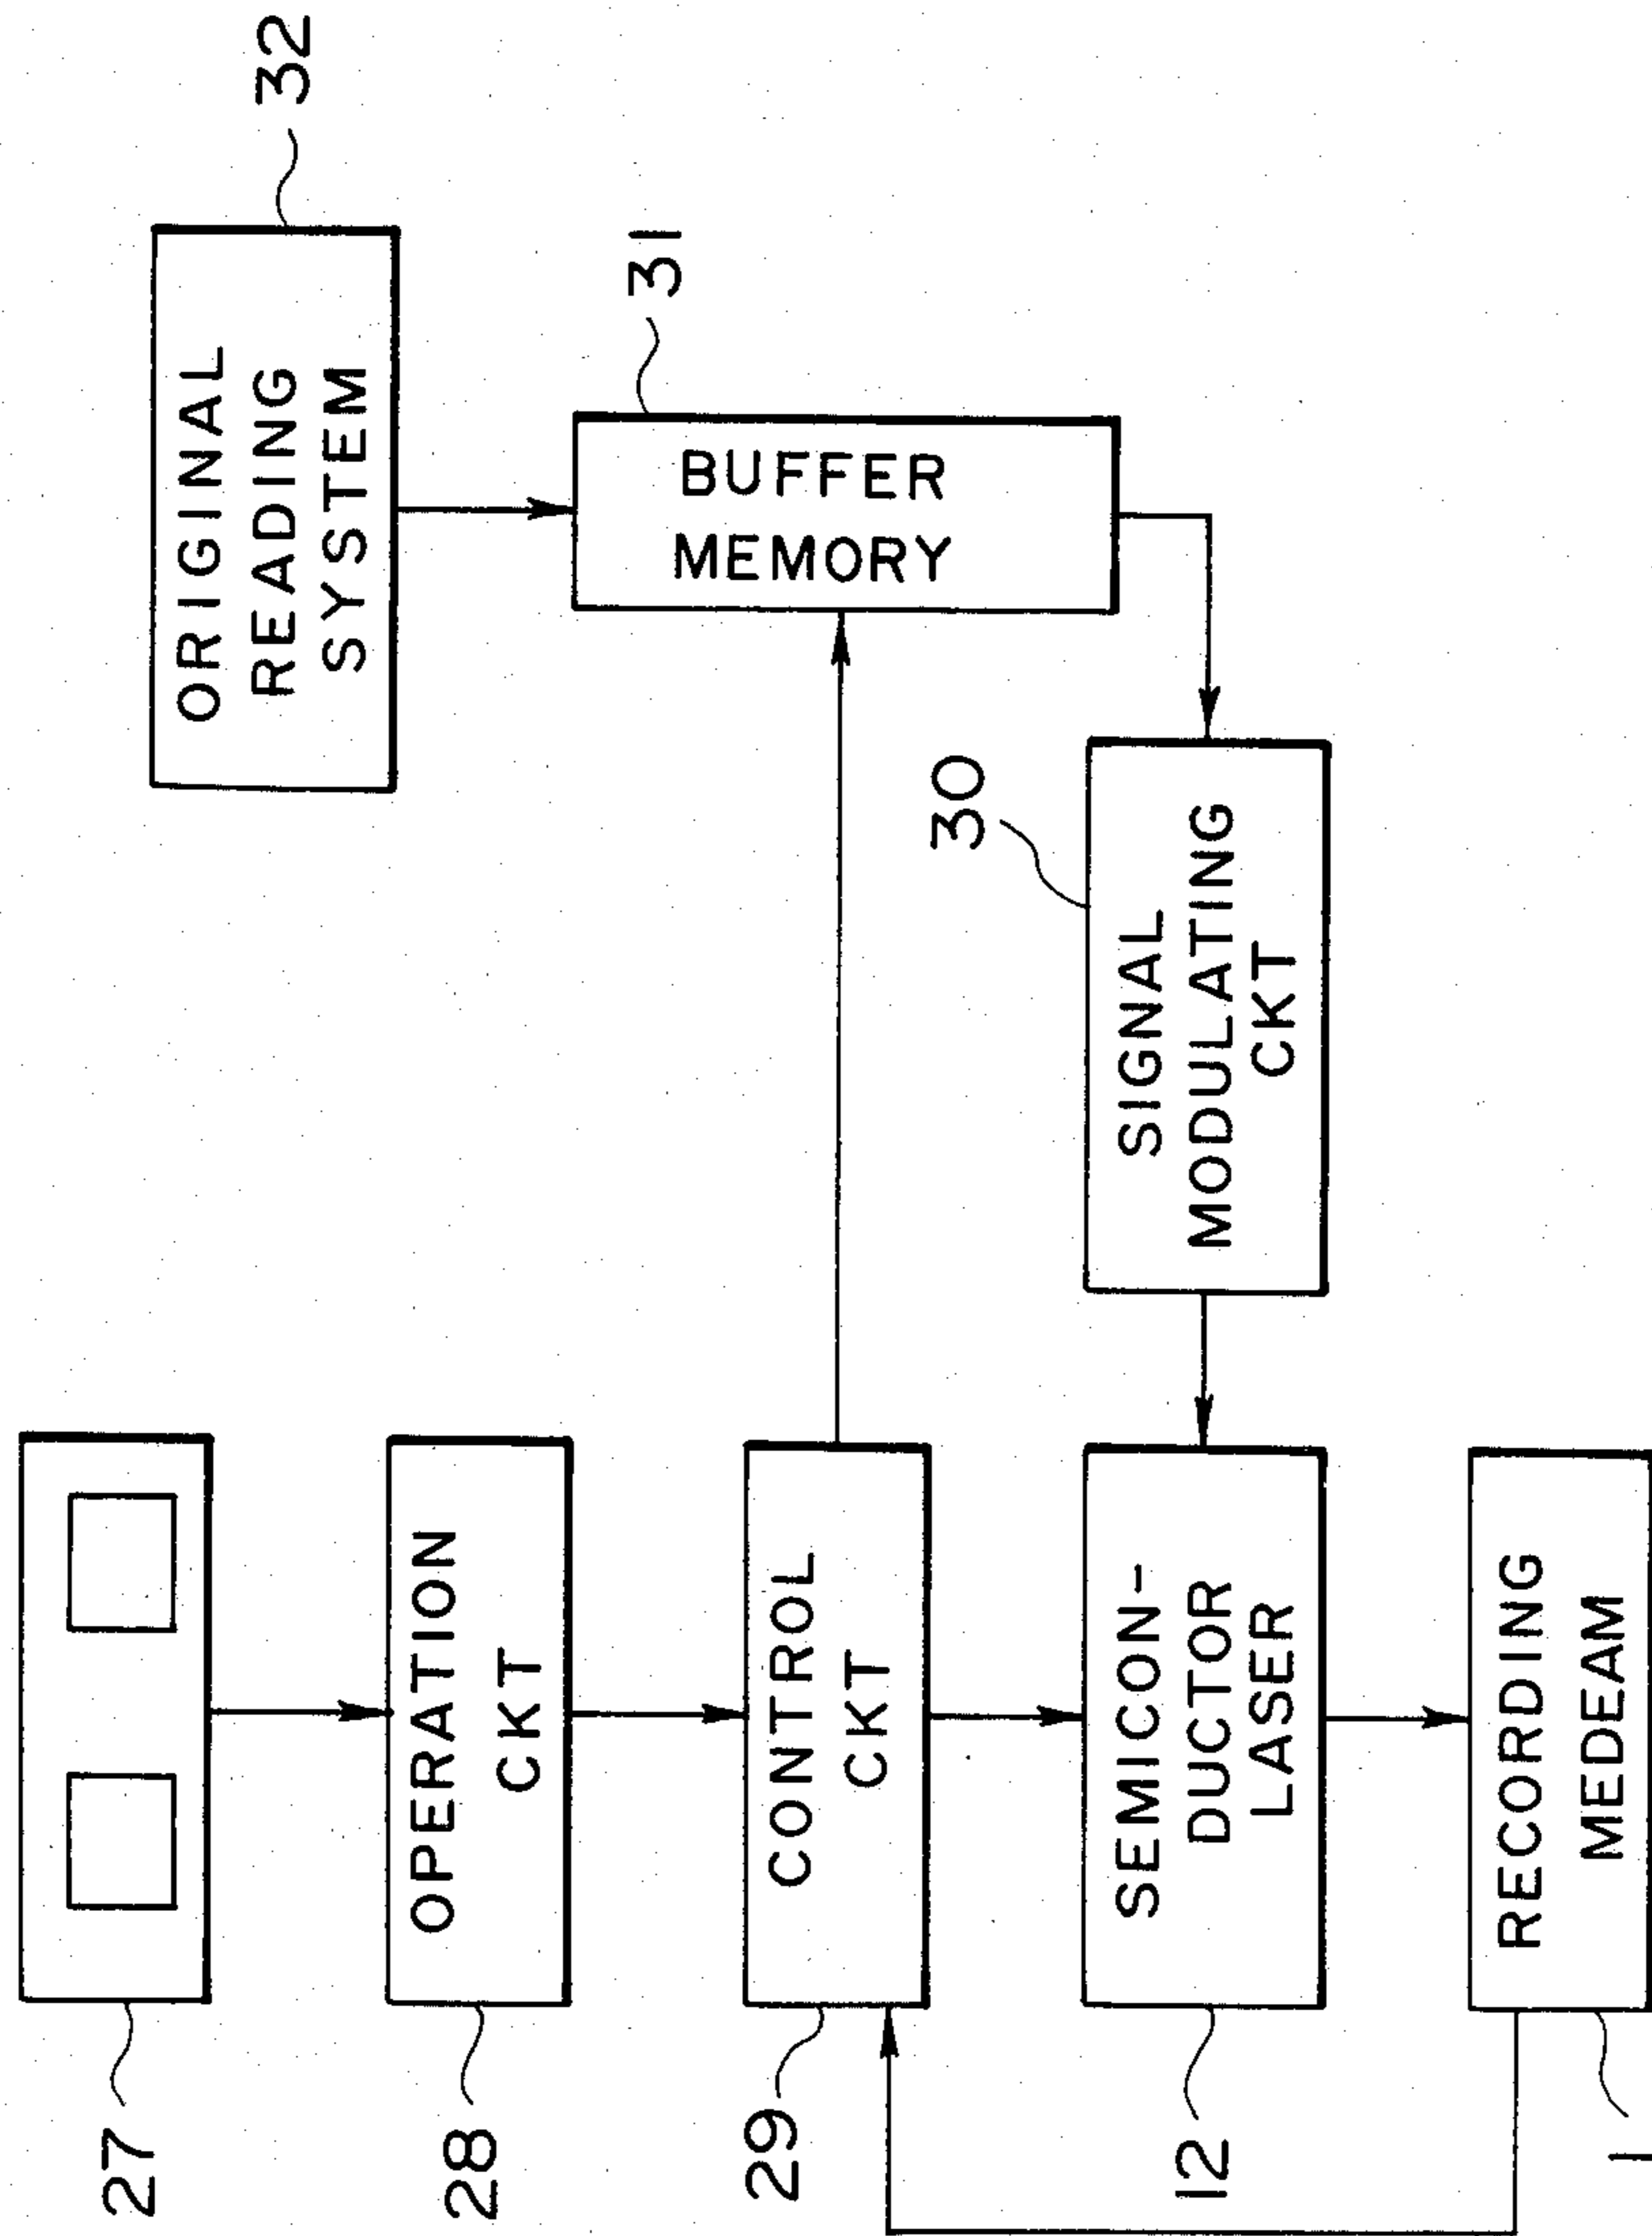 32
ORIGINAL
READING
SYSTEM
31
BUFFER
MEMORY
30
SIGNAL
MODULATING
CKT
27
28
OPERATION
CKT
29
CONTROL
CKT
12
SEMICON-
DUCTOR
LASER
1
RECORDING
MEDEAM